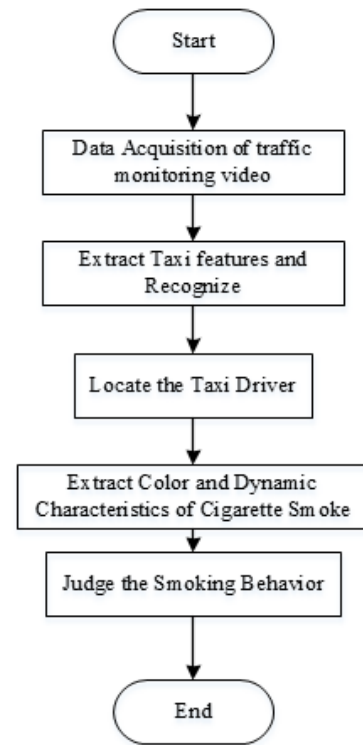 Start
Data Acquisition of traffic
monitoring video
Extract Taxi features and
Recognize
Locate the Taxi Driver
Extract Color and Dynamic
Characteristics of Cigarette Smoke
Judge the Smoking Behavior
End